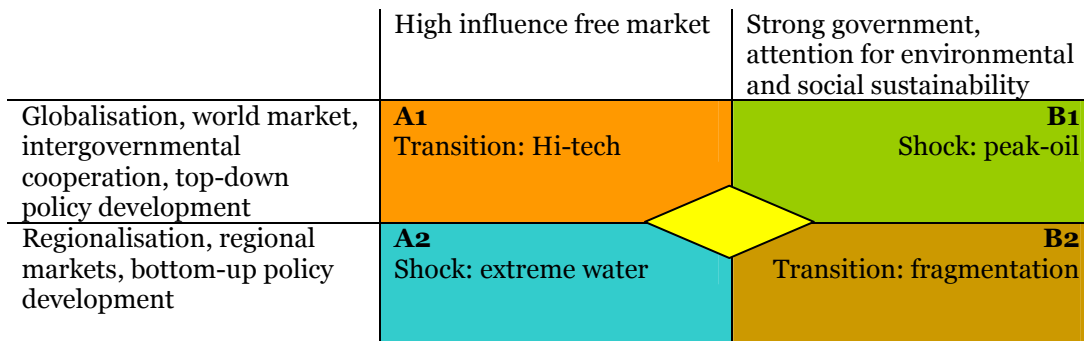 High influence free market
Strong government,
attention for environmental
and social sustainability
Globalisation, world market,
intergovernmental
cooperation, top-down
policy development
A1
Transition: Hi-tech
B1
Shock: peak-oil
Regionalisation, regional
markets, bottom-up policy
development
A2
Shock: extreme water
B2
Transition: fragmentation